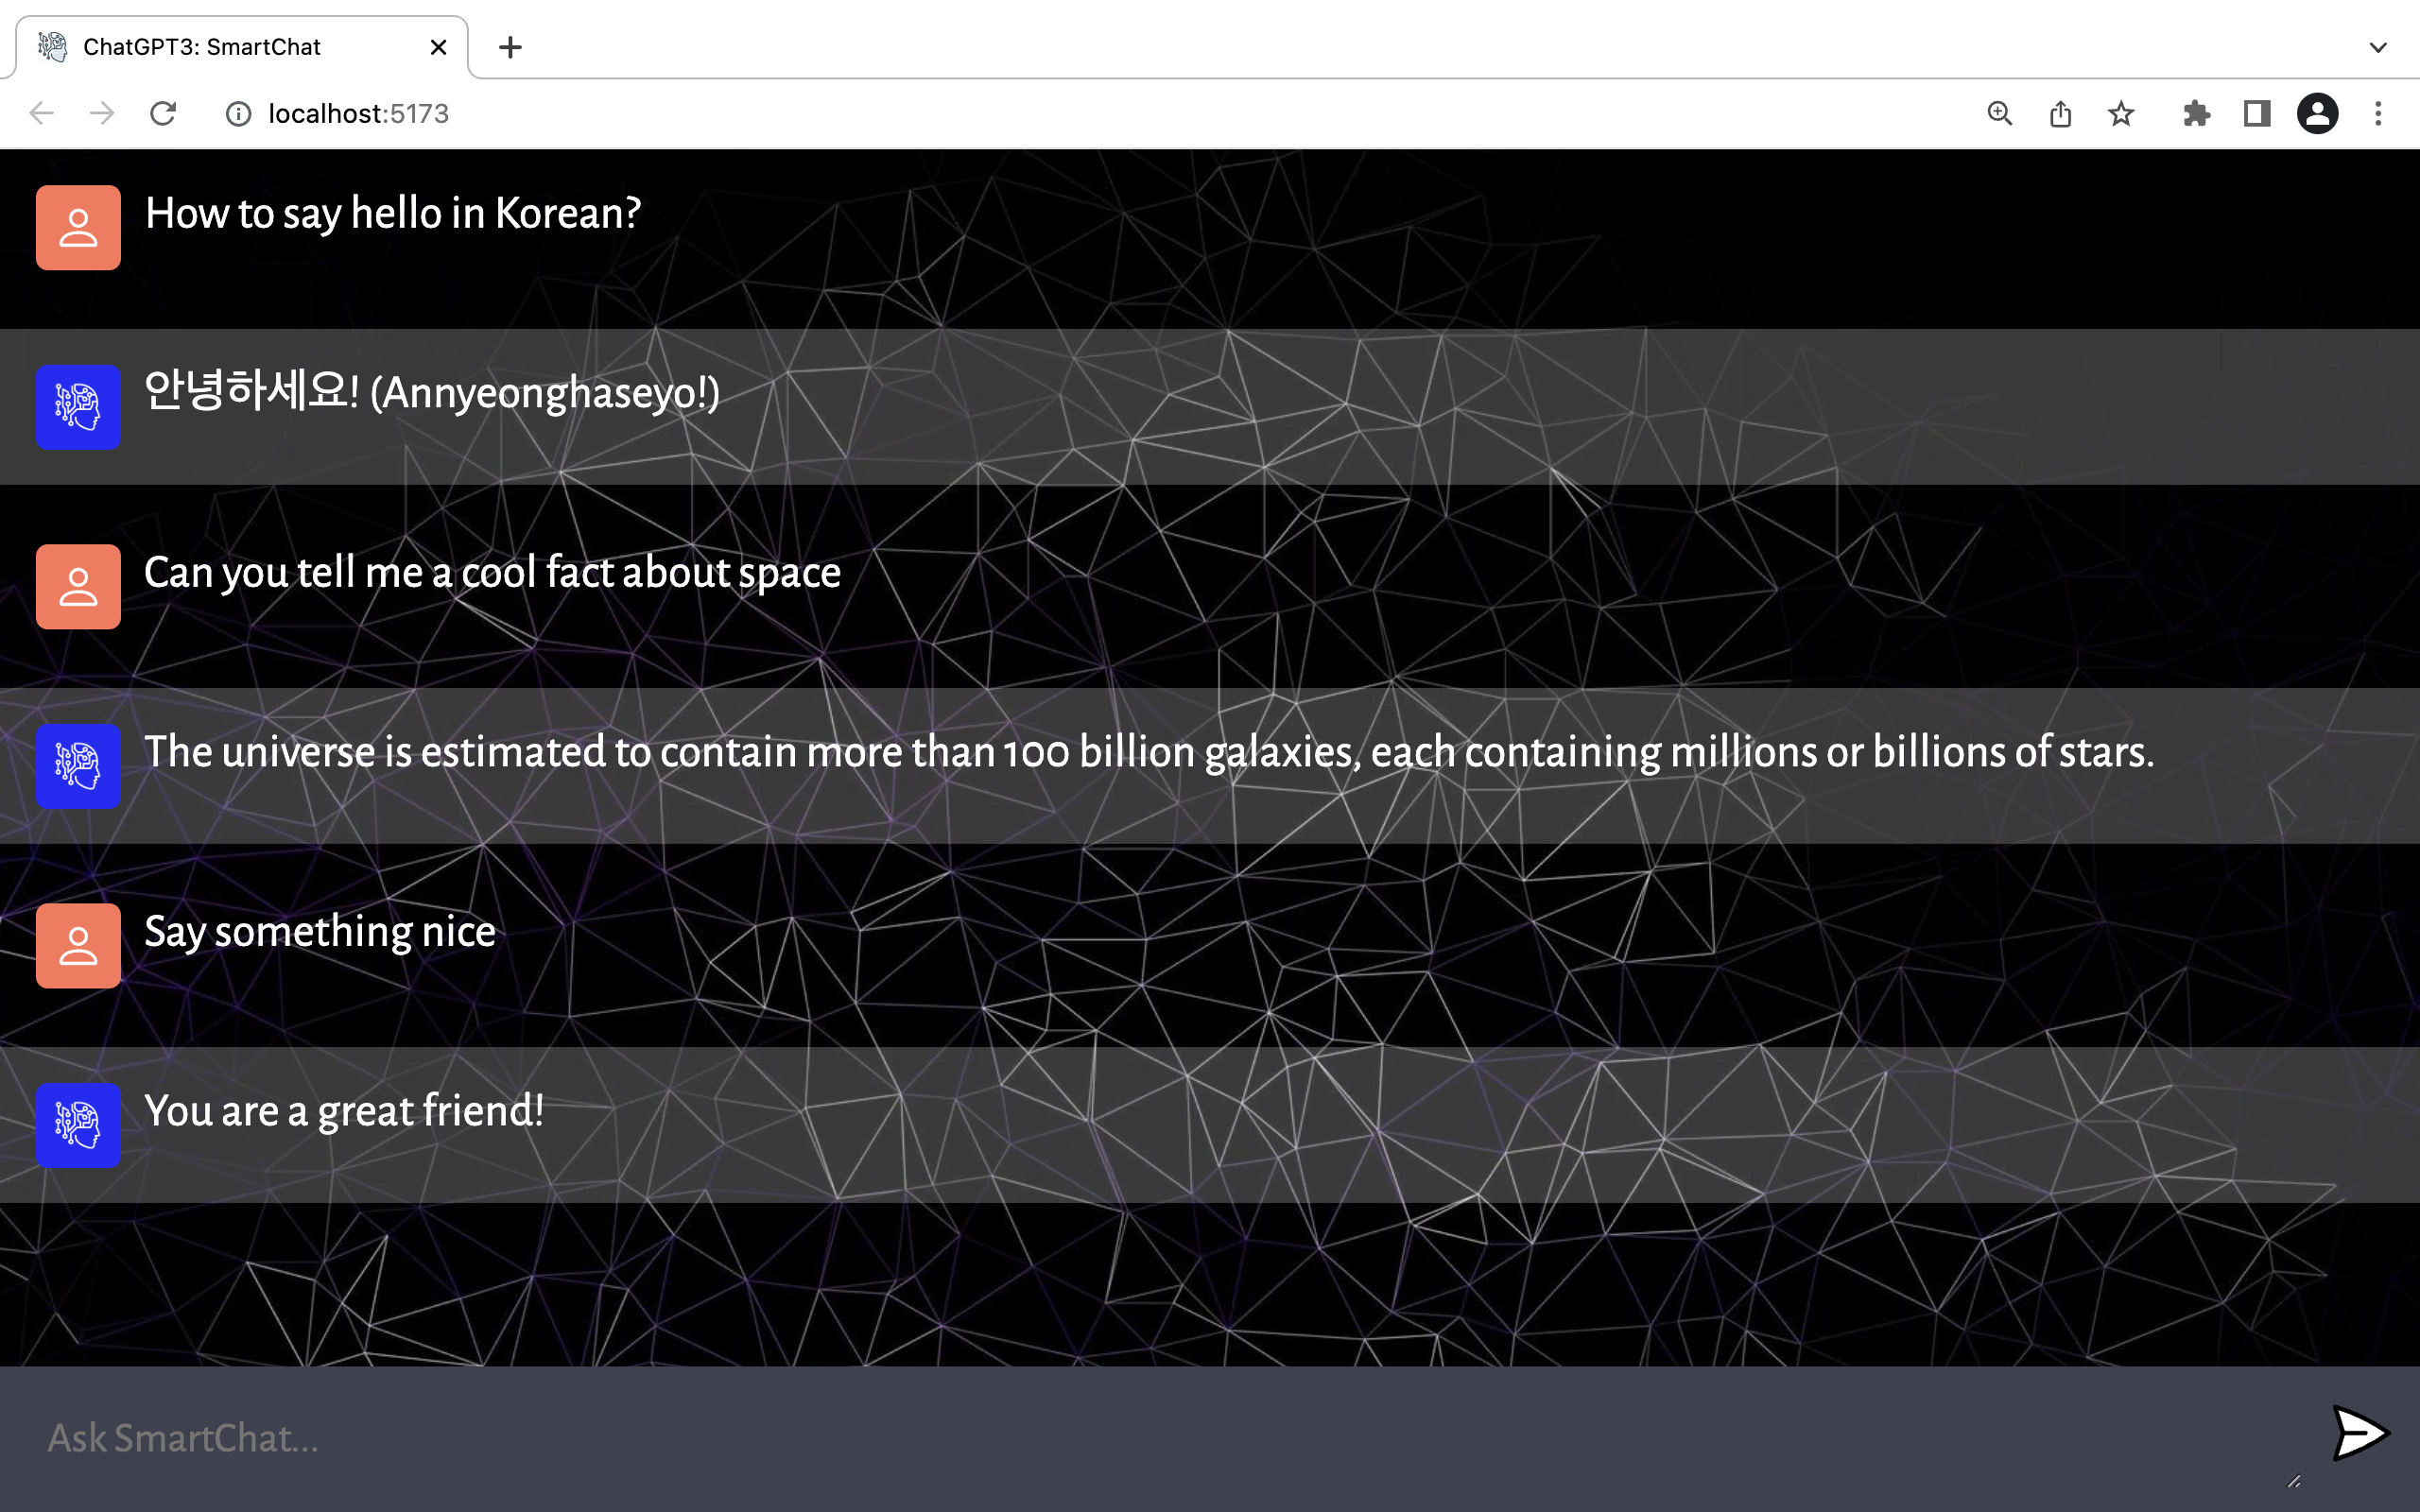 ChatGPT3: SmartChat
localhost:5173
How to say hello in Korean?
안녕하세요! (Annyeonghaseyo!)
Can you tell me a cool fact about space
The universe is estimated to contain more than 100 billion galaxies, each containing millions or billions of stars.
Say something nice
You are a great friend!
Ask SmartChat...